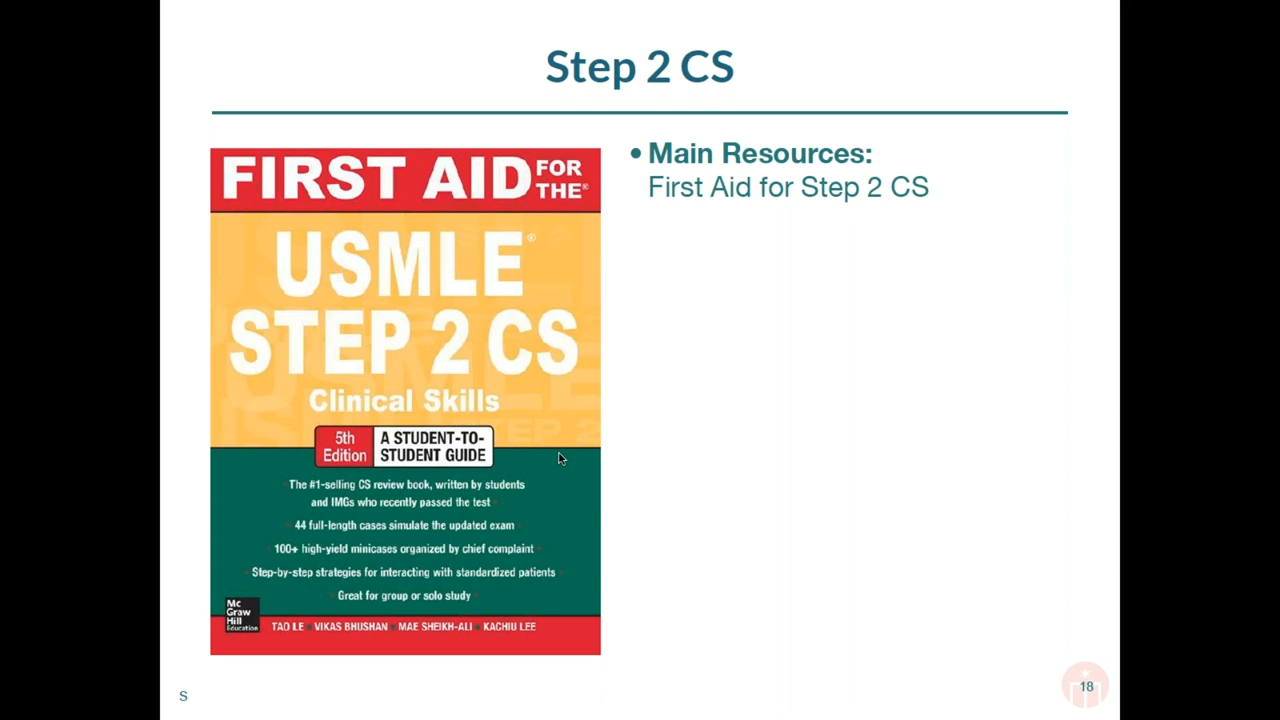 Step 2 CS
FIRST AID FOR THE®
USMLE®
STEP 2 CS
Clinical Skills
5th Edition
A STUDENT-TO-STUDENT GUIDE
The #1-selling CS review book, written by students
and IMGs who recently passed the test
44 full-length cases simulate the updated exam
100+ high-yield minicases organized by chief complaint
Step-by-step strategies for interacting with standardized patients
Great for group or solo study
Mc
Graw
Hill
Education
TAO LE VIKAS BHUSHAN MAE SHEIKH-ALI KACHIU LEE
• Main Resources:
First Aid for Step 2 CS
S
18